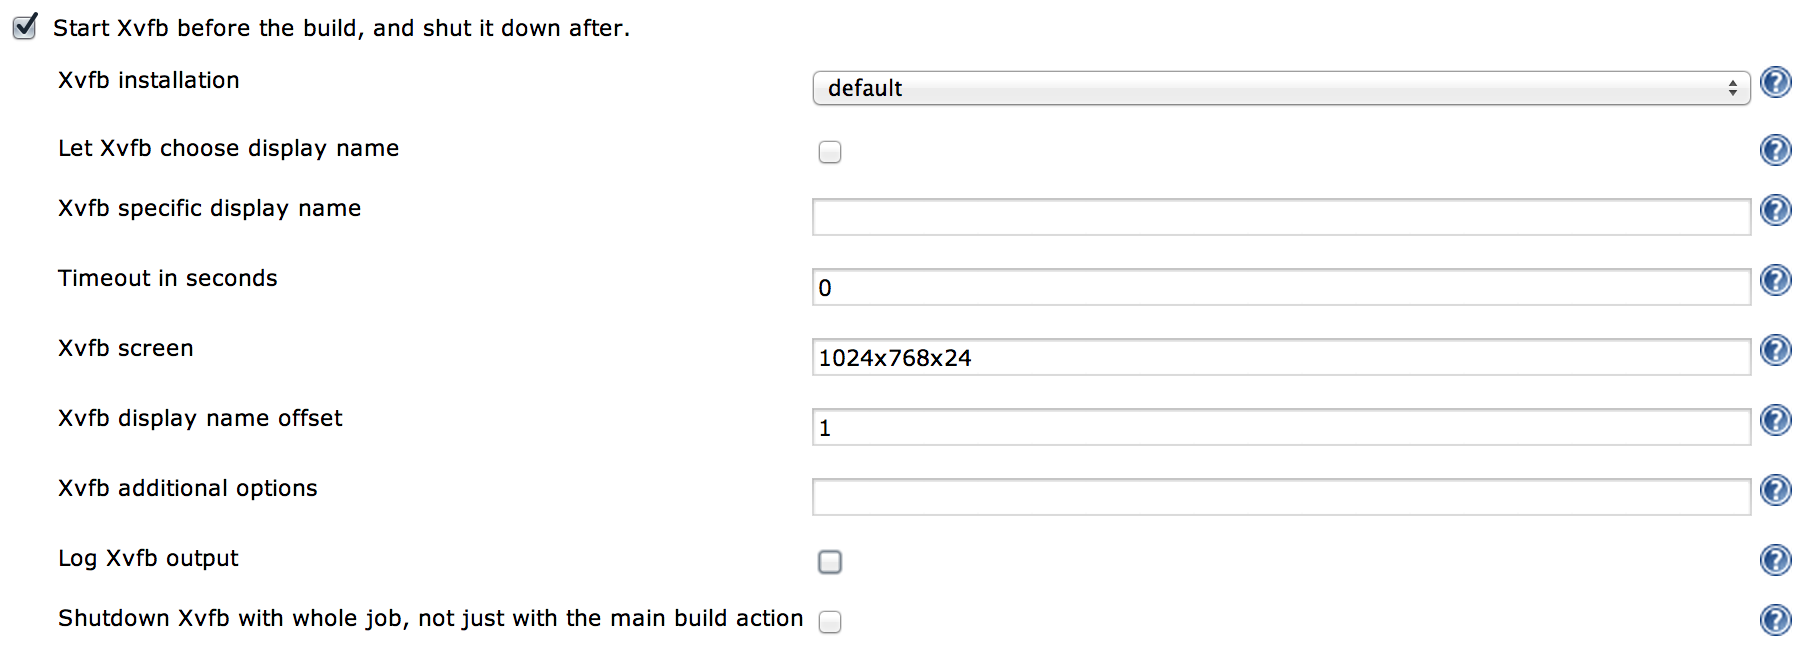 Start Xvfb before the build, and shut it down after.
Xvfb installation
default
Let Xvfb choose display name
Xvfb specific display name
Timeout in seconds
0
Xvfb screen
1024x768x24
Xvfb display name offset
1
Xvfb additional options
Log Xvfb output
Shutdown Xvfb with whole job, not just with the main build action